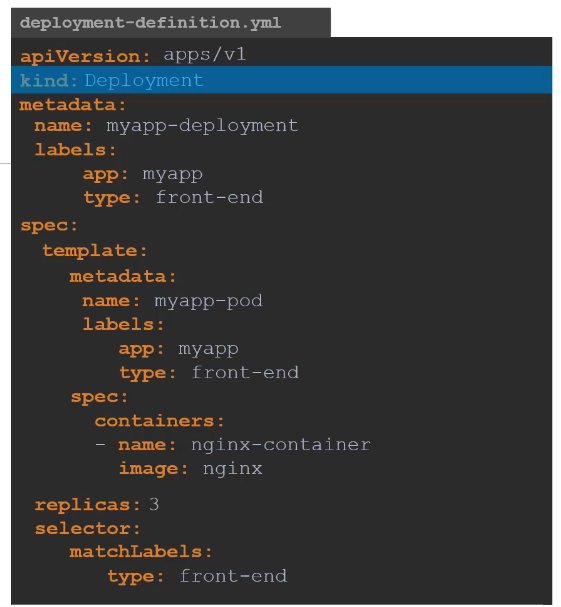 deployment-definition.yml
apiVersion: apps/v1
kind: Deployment
metadata:
name: myapp-deployment
labels:
app: myapp
type: front-end
spec:
template:
metadata:
name: myapp-pod
labels:
app: myapp
type: front-end
spec:
containers:
- name: nginx-container
image: nginx
replicas: 3
selector:
matchLabels:
type: front-end